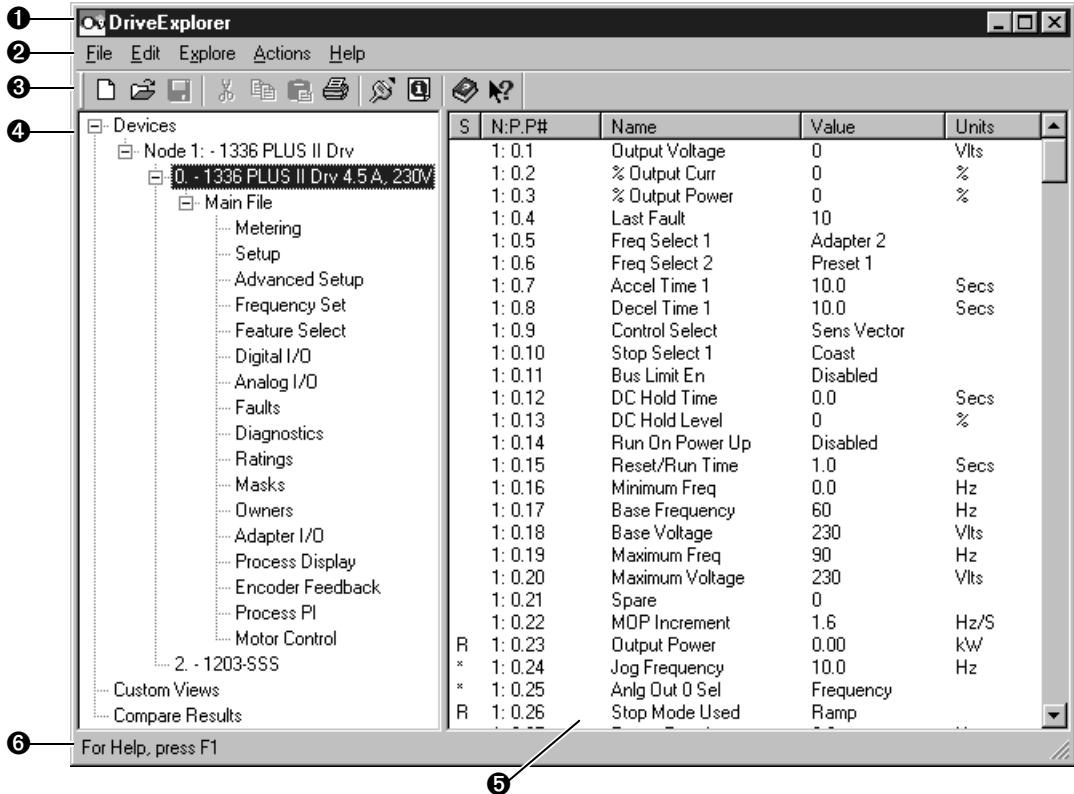 ❶ DriveExplorer
❷ File Edit Explore Actions Help
❸
❹ Devices
Node 1: - 1336 PLUS II Drv
0. - 1336 PLUS II Drv 4.5 A, 230V
Main File
Metering
Setup
Advanced Setup
Frequency Set
Feature Select
Digital I/O
Analog I/O
Faults
Diagnostics
Ratings
Masks
Owners
Adapter I/O
Process Display
Encoder Feedback
Process PI
Motor Control
2. - 1203-SSS
Custom Views
Compare Results
S N:P.P# Name Value Units
1: 0.1 Output Voltage 0 Vlts
1: 0.2 % Output Curr 0 %
1: 0.3 % Output Power 0 %
1: 0.4 Last Fault 10
1: 0.5 Freq Select 1 Adapter 2
1: 0.6 Freq Select 2 Preset 1
1: 0.7 Accel Time 1 10.0 Secs
1: 0.8 Decel Time 1 10.0 Secs
1: 0.9 Control Select Sens Vector
1: 0.10 Stop Select 1 Coast
1: 0.11 Bus Limit En Disabled
1: 0.12 DC Hold Time 0.0 Secs
1: 0.13 DC Hold Level 0 %
1: 0.14 Run On Power Up Disabled
1: 0.15 Reset/Run Time 1.0 Secs
1: 0.16 Minimum Freq 0.0 Hz
1: 0.17 Base Frequency 60 Hz
1: 0.18 Base Voltage 230 Vlts
1: 0.19 Maximum Freq 90 Hz
1: 0.20 Maximum Voltage 230 Vlts
1: 0.21 Spare 0
1: 0.22 MOP Increment 1.6 Hz/S
R 1: 0.23 Output Power 0.00 kW
* 1: 0.24 Jog Frequency 10.0 Hz
* 1: 0.25 Anlg Out 0 Sel Frequency
R 1: 0.26 Stop Mode Used Ramp
❻ For Help, press F1
❺